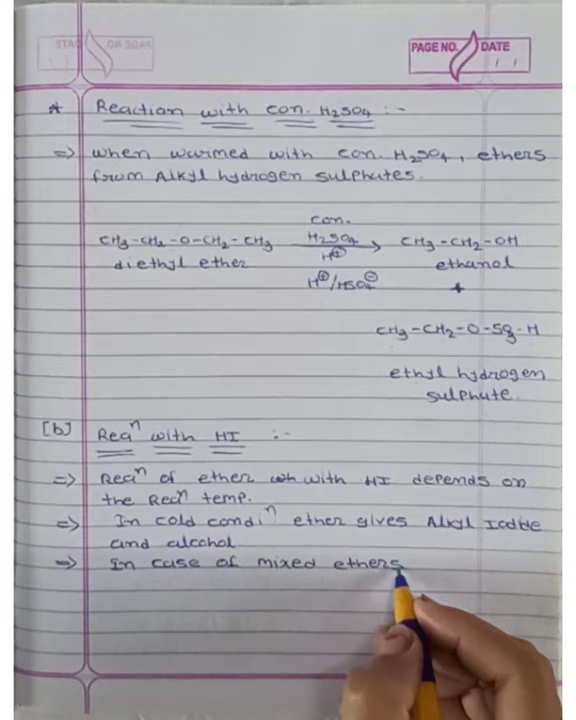 PAGE NO. DATE
* Reaction with con. H₂SO₄ :-
=> when warmed with con. H₂SO₄, ethers
from Alkyl hydrogen sulphates.
con.
CH₃-CH₂-O-CH₂-CH₃ H₂SO₄ → CH₃-CH₂-OH
H⊕
diethyl ether ethanol
H⊕/HSO₄⊖ +
CH₃-CH₂-O-SO₃-H
ethyl hydrogen
sulphate.
[b] Reaⁿ with HI :-
=> Reaⁿ of ether with HI depends on
the Reaⁿ temp.
=> In cold condiⁿ ether gives Alkyl Iodide
and alcohol
=> In case of mixed ethers